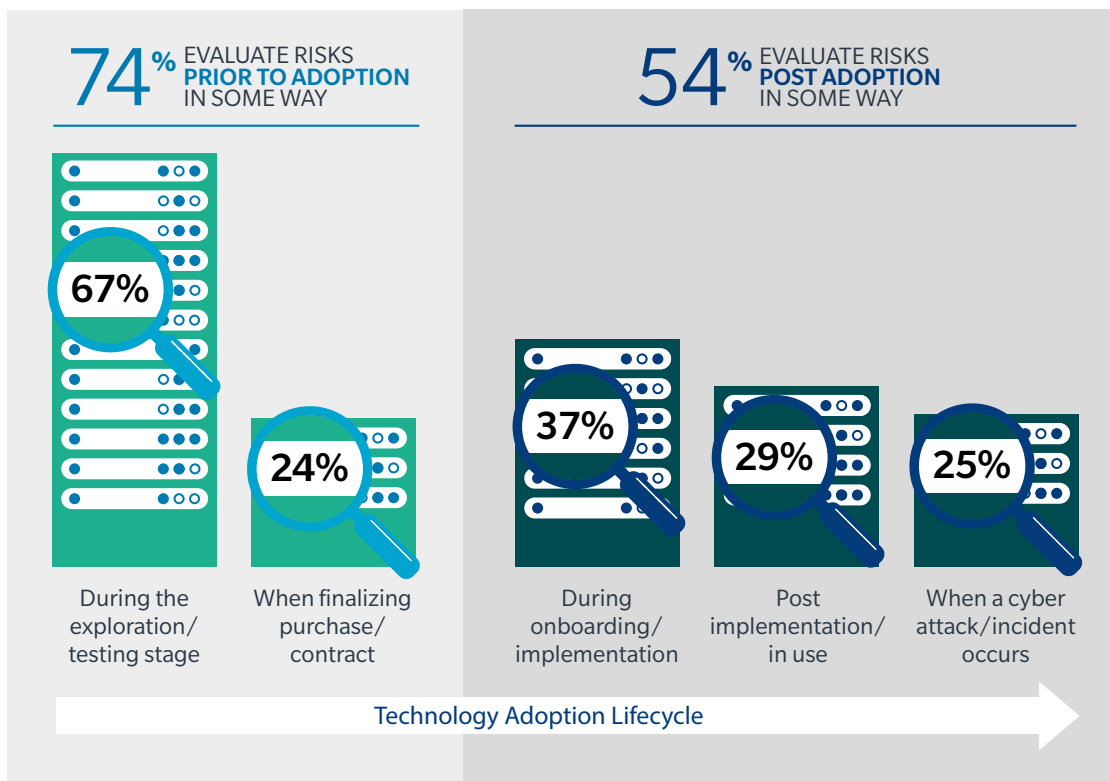 74% EVALUATE RISKS
PRIOR TO ADOPTION
IN SOME WAY
54% EVALUATE RISKS
POST ADOPTION
IN SOME WAY
67%
24%
37%
29%
25%
During the
exploration/
testing stage
When finalizing
purchase/
contract
During
onboarding/
implementation
Post
implementation/
in use
When a cyber
attack/incident
occurs
Technology Adoption Lifecycle